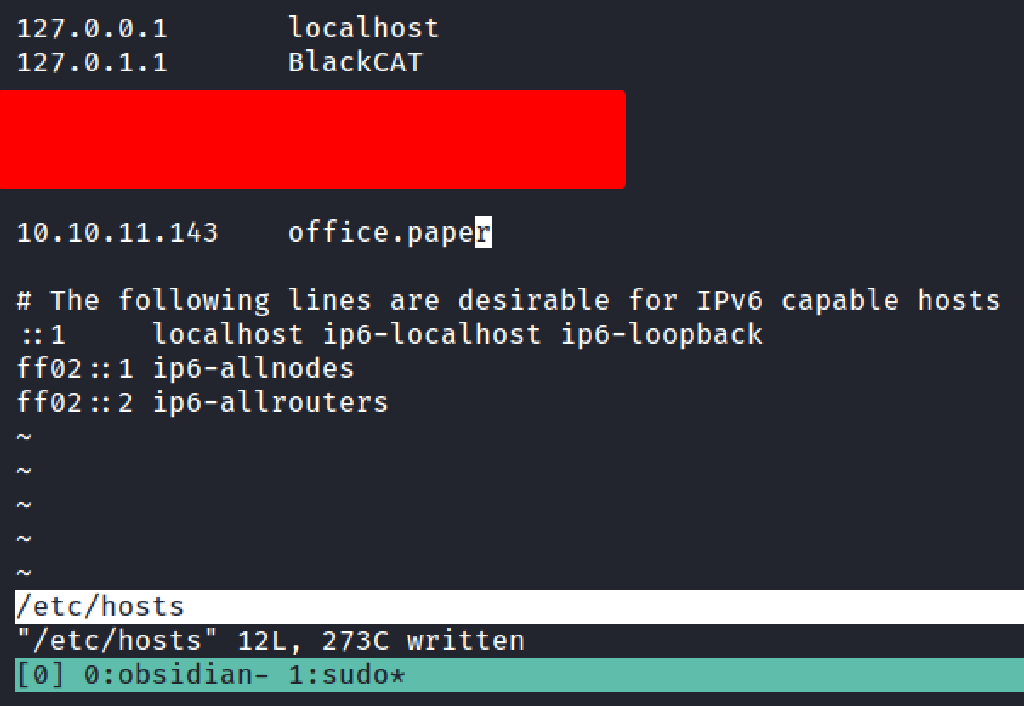 127.0.0.1       localhost
127.0.1.1       BlackCAT
10.10.11.143    office.paper
# The following lines are desirable for IPv6 capable hosts
::1     localhost ip6-localhost ip6-loopback
ff02::1 ip6-allnodes
ff02::2 ip6-allrouters
~
~
~
~
~
/etc/hosts
"/etc/hosts" 12L, 273C written
[0] 0:obsidian- 1:sudo*